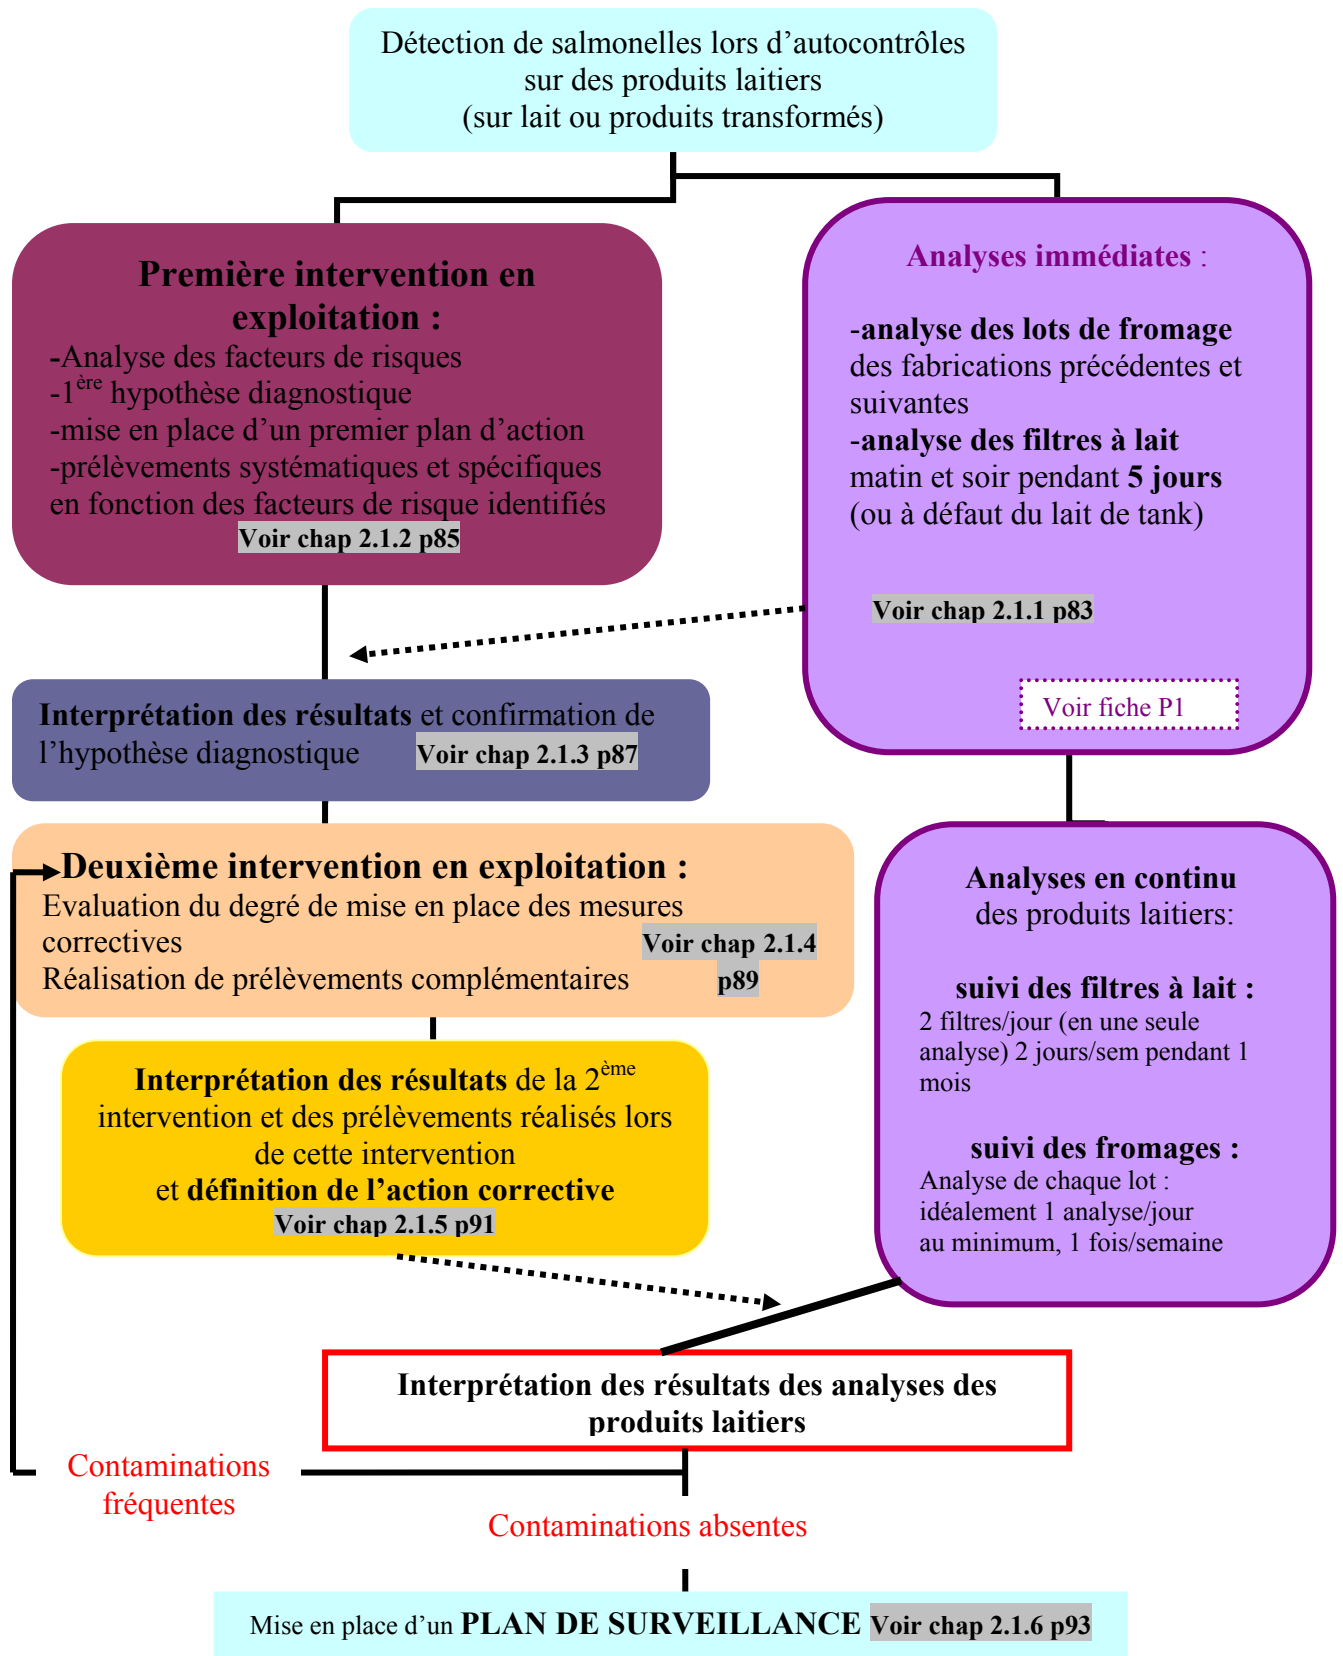 Détection de salmonelles lors d'autocontrôles
sur des produits laitiers
(sur lait ou produits transformés)
Première intervention en
exploitation :
-Analyse des facteurs de risques
-1ère hypothèse diagnostique
-mise en place d'un premier plan d'action
-prélèvements systématiques et spécifiques
en fonction des facteurs de risque identifiés
Voir chap 2.1.2 p85
Analyses immédiates :
-analyse des lots de fromage
des fabrications précédentes et
suivantes
-analyse des filtres à lait
matin et soir pendant 5 jours
(ou à défaut du lait de tank)
Voir chap 2.1.1 p83
Voir fiche P1
Interprétation des résultats et confirmation de
l'hypothèse diagnostique Voir chap 2.1.3 p87
Deuxième intervention en exploitation :
Evaluation du degré de mise en place des mesures
correctives Voir chap 2.1.4
Réalisation de prélèvements complémentaires p89
Analyses en continu
des produits laitiers:
suivi des filtres à lait :
2 filtres/jour (en une seule
analyse) 2 jours/sem pendant 1
mois
suivi des fromages :
Analyse de chaque lot :
idéalement 1 analyse/jour
au minimum, 1 fois/semaine
Interprétation des résultats de la 2ème
intervention et des prélèvements réalisés lors
de cette intervention
et définition de l'action corrective
Voir chap 2.1.5 p91
Interprétation des résultats des analyses des
produits laitiers
Contaminations
fréquentes
Contaminations absentes
Mise en place d'un PLAN DE SURVEILLANCE Voir chap 2.1.6 p93